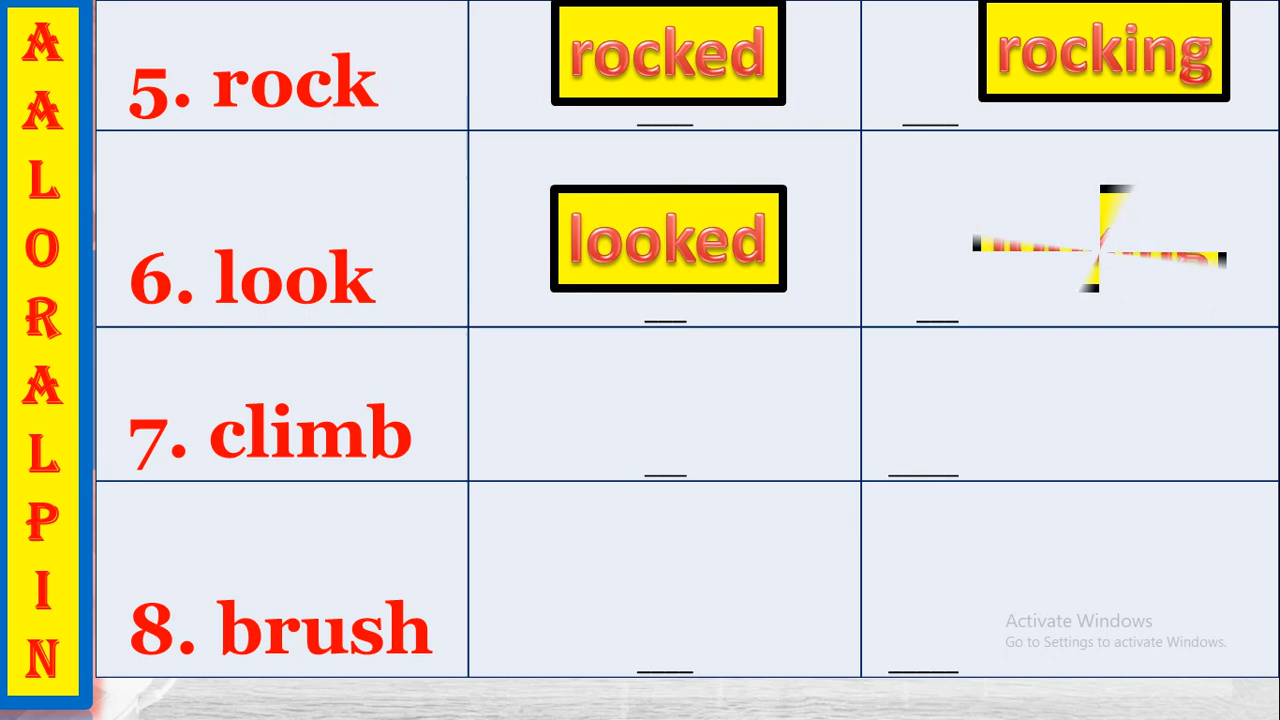 A
A
L
O
R
A
L
P
I
N
5. rock rocked rocking
6. look looked
7. climb
8. brush
Activate Windows
Go to Settings to activate Windows.